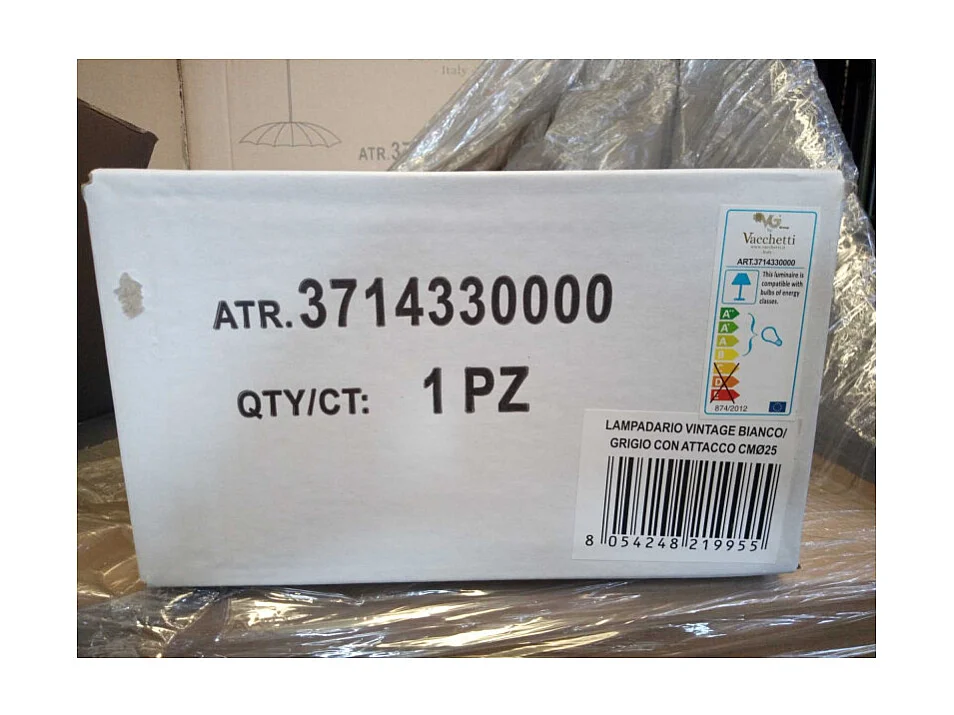 Italy
ATR.37
ATR.3714330000
QTY/CT: 1 PZ
VG
Vacchetti
ART.3714330000
This luminaire is
compatible with
bulbs of energy
classes.
A++
A+
A
B
D
E
874/2012
LAMPADARIO VINTAGE BIANCO/
GRIGIO CON ATTACCO CMØ25
8 054248 219955